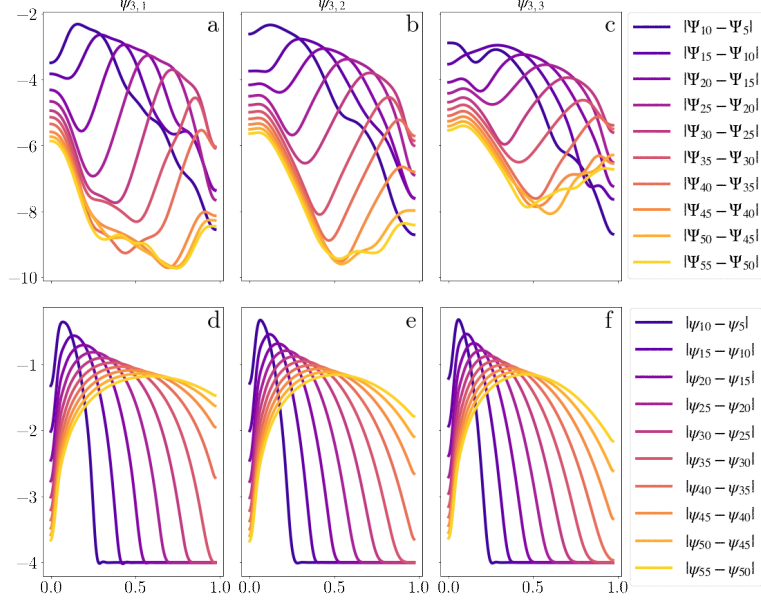 ψ₃,₁ ψ₃,₂ ψ₃,₃
a b c
−2
−4
−6
−8
−10
|Ψ₁₀ − Ψ₅|
|Ψ₁₅ − Ψ₁₀|
|Ψ₂₀ − Ψ₁₅|
|Ψ₂₅ − Ψ₂₀|
|Ψ₃₀ − Ψ₂₅|
|Ψ₃₅ − Ψ₃₀|
|Ψ₄₀ − Ψ₃₅|
|Ψ₄₅ − Ψ₄₀|
|Ψ₅₀ − Ψ₄₅|
|Ψ₅₅ − Ψ₅₀|
d e f
−1
−2
−3
−4
0.0 0.5 1.0 0.0 0.5 1.0 0.0 0.5 1.0
|ψ₁₀ − ψ₅|
|ψ₁₅ − ψ₁₀|
|ψ₂₀ − ψ₁₅|
|ψ₂₅ − ψ₂₀|
|ψ₃₀ − ψ₂₅|
|ψ₃₅ − ψ₃₀|
|ψ₄₀ − ψ₃₅|
|ψ₄₅ − ψ₄₀|
|ψ₅₀ − ψ₄₅|
|ψ₅₅ − ψ₅₀|